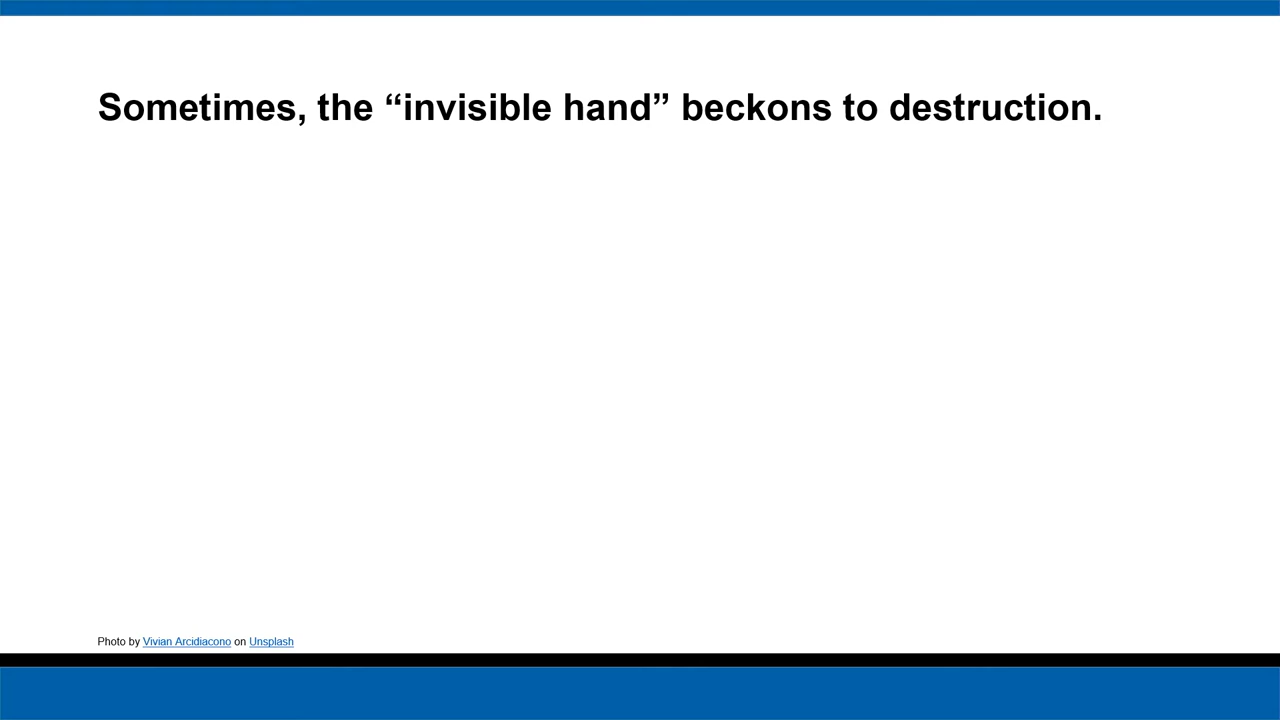 Sometimes, the “invisible hand” beckons to destruction.
Photo by Vivian Arcidiacono on Unsplash